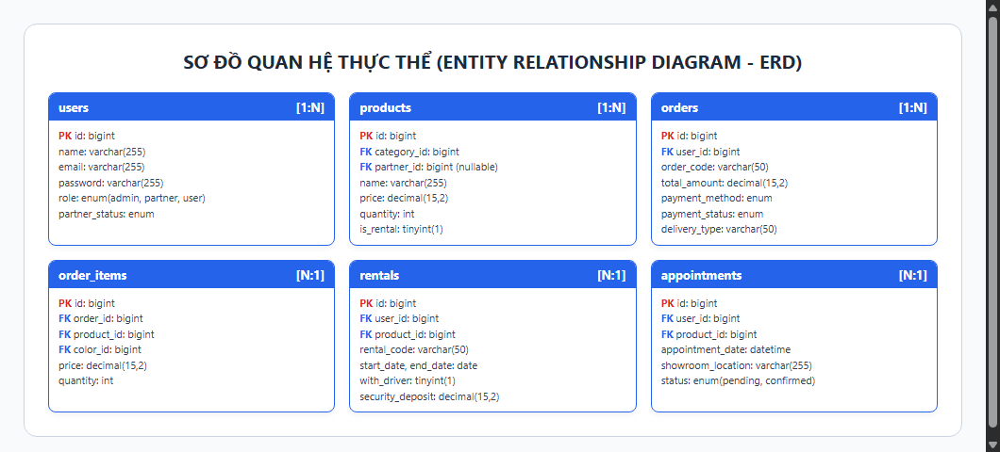 SƠ ĐỒ QUAN HỆ THỰC THỂ (ENTITY RELATIONSHIP DIAGRAM - ERD)
users [1:N]
PK id: bigint
name: varchar(255)
email: varchar(255)
password: varchar(255)
role: enum(admin, partner, user)
partner_status: enum
products [1:N]
PK id: bigint
FK category_id: bigint
FK partner_id: bigint (nullable)
name: varchar(255)
price: decimal(15,2)
quantity: int
is_rental: tinyint(1)
orders [1:N]
PK id: bigint
FK user_id: bigint
order_code: varchar(50)
total_amount: decimal(15,2)
payment_method: enum
payment_status: enum
delivery_type: varchar(50)
order_items [N:1]
PK id: bigint
FK order_id: bigint
FK product_id: bigint
FK color_id: bigint
price: decimal(15,2)
quantity: int
rentals [N:1]
PK id: bigint
FK user_id: bigint
FK product_id: bigint
rental_code: varchar(50)
start_date, end_date: date
with_driver: tinyint(1)
security_deposit: decimal(15,2)
appointments [N:1]
PK id: bigint
FK user_id: bigint
FK product_id: bigint
appointment_date: datetime
showroom_location: varchar(255)
status: enum(pending, confirmed)